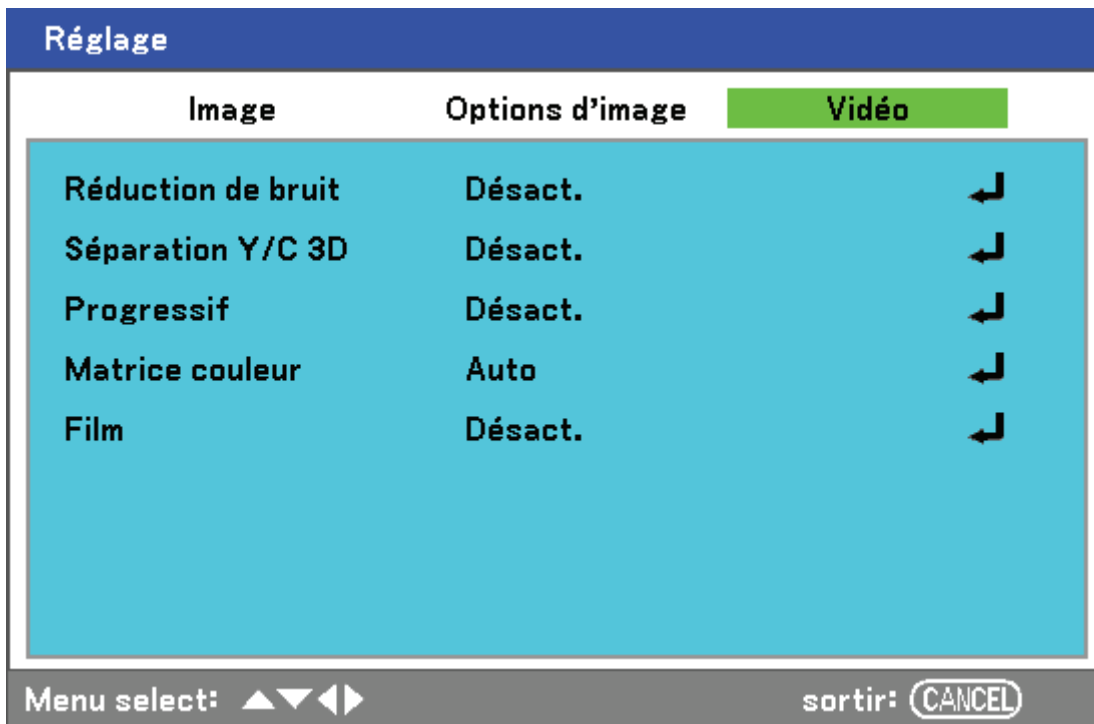 Réglage
Image Options d'image Vidéo
Réduction de bruit Désact.
Séparation Y/C 3D Désact.
Progressif Désact.
Matrice couleur Auto
Film Désact.
Menu select: ▲▼◀▶ sortir: CANCEL